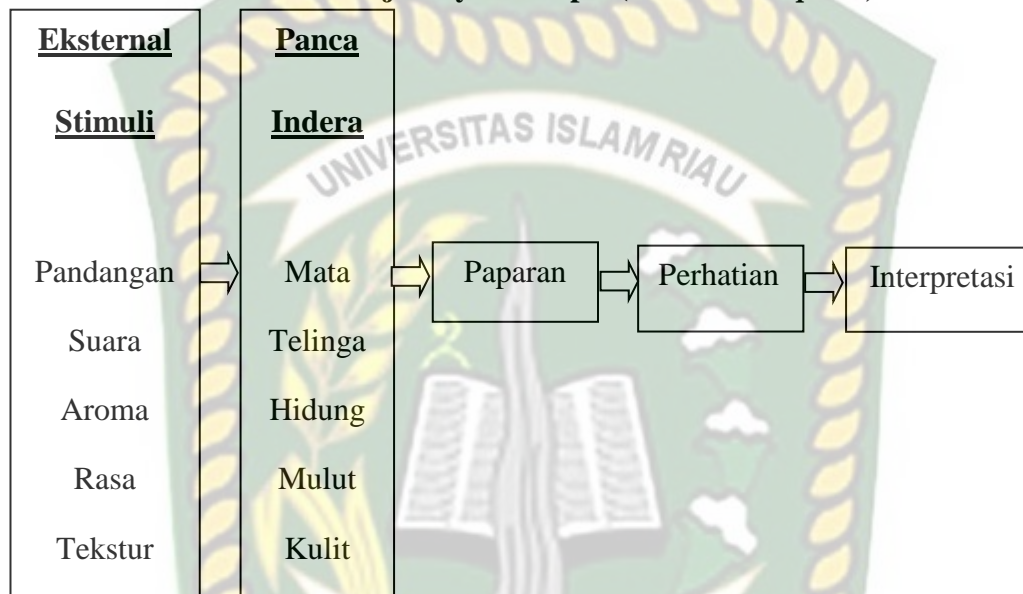 Eksternal
Stimuli
Pandangan
Suara
Aroma
Rasa
Tekstur
Panca
Indera
Mata
Telinga
Hidung
Mulut
Kulit
Paparan
Perhatian
Interpretasi
UNIVERSITAS ISLAM RIAU